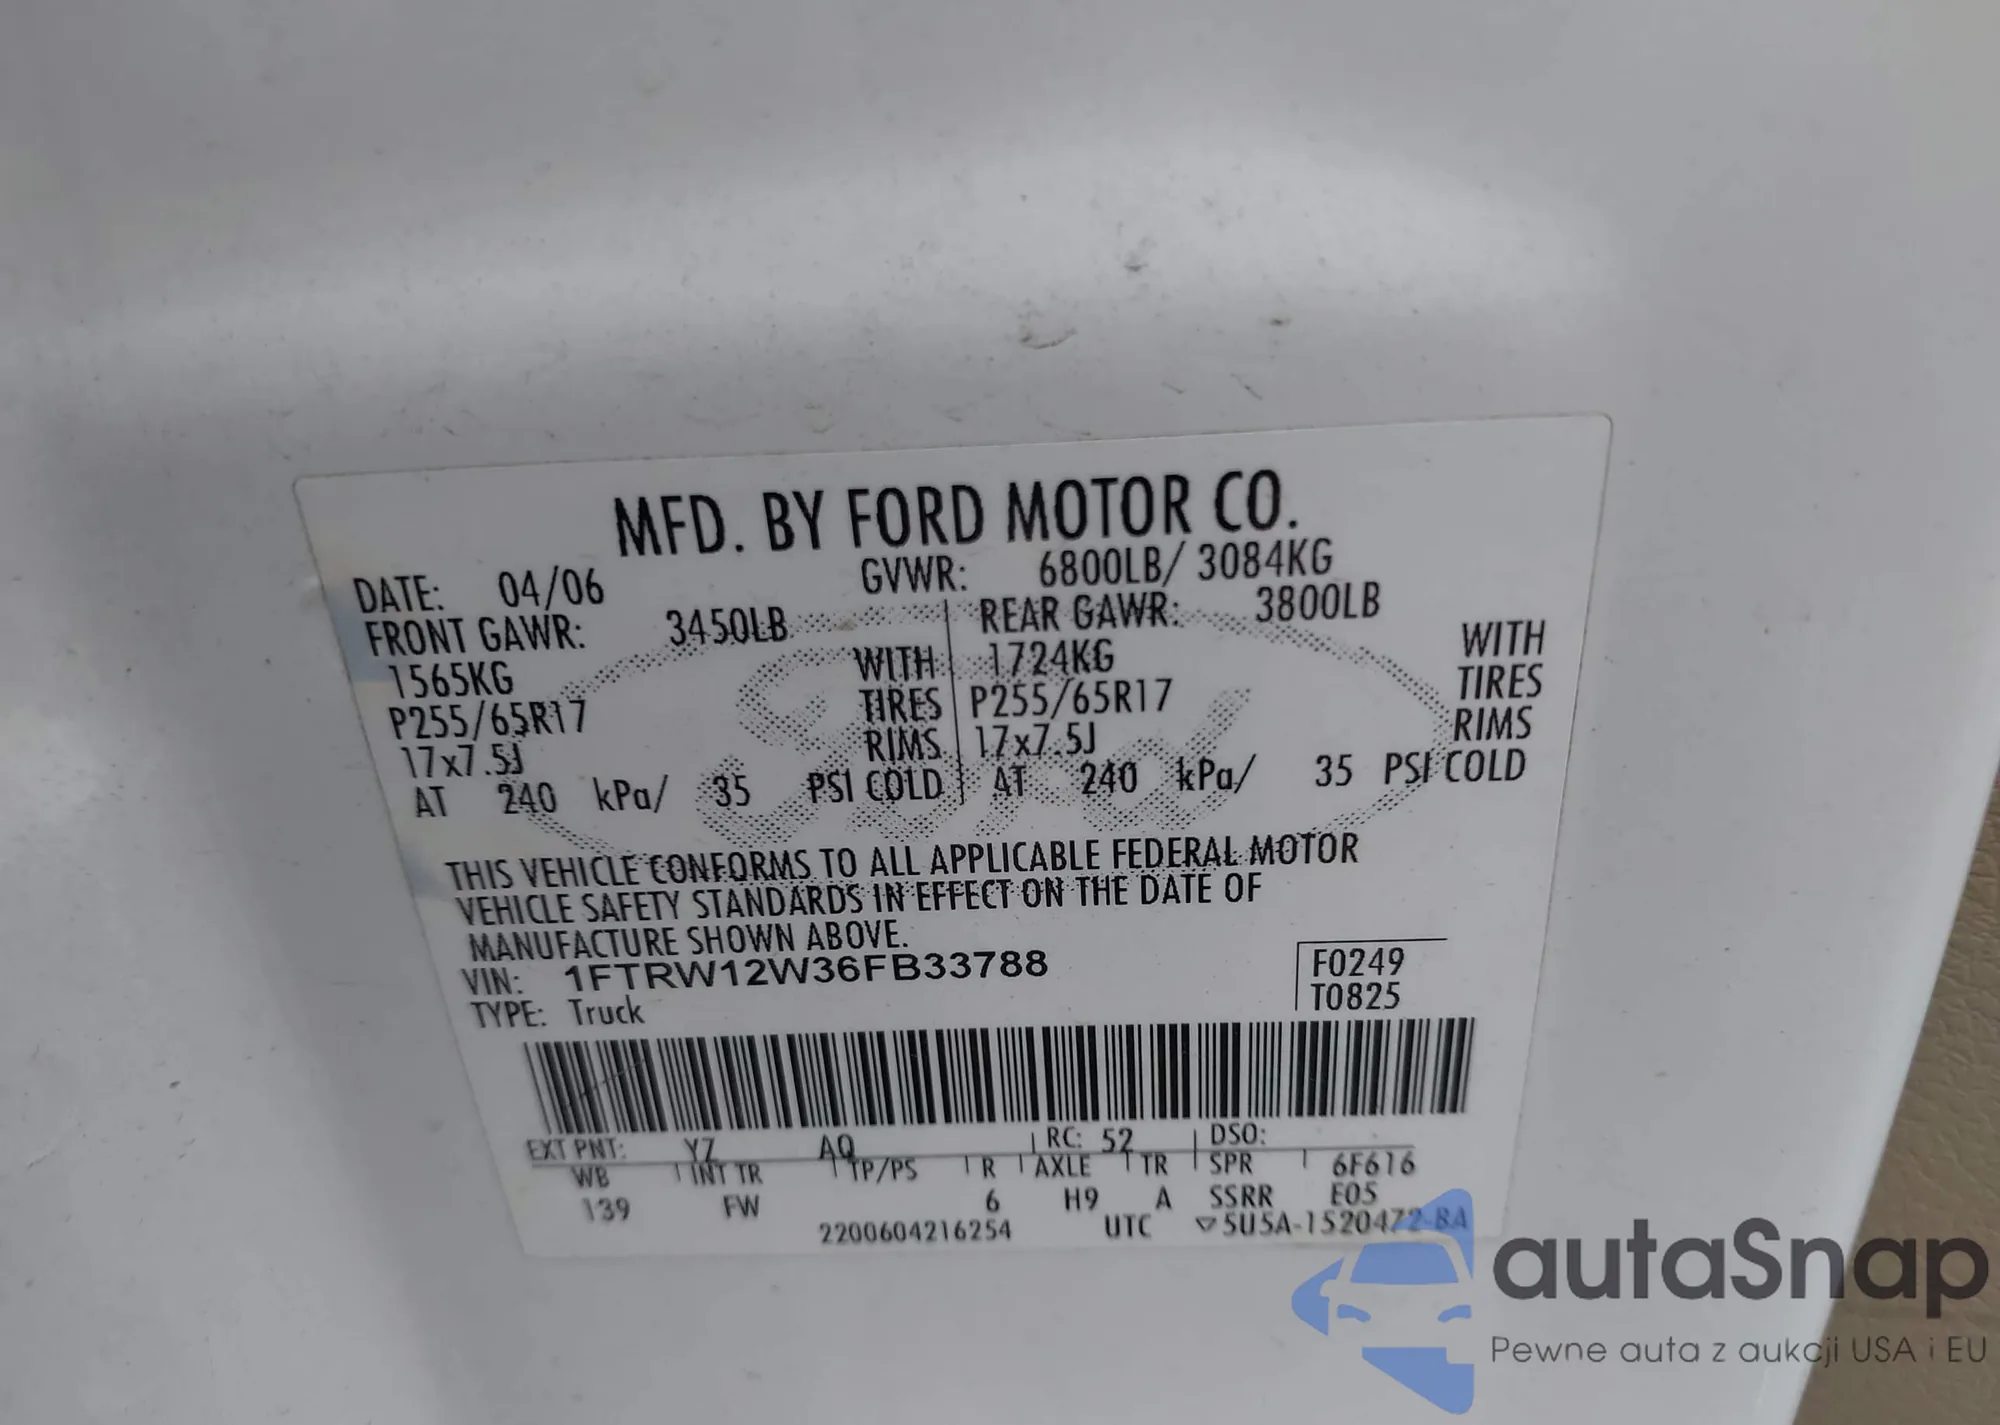 MFD. BY FORD MOTOR CO.
DATE: 04/06 GVWR: 6800LB/ 3084KG
FRONT GAWR: 3450LB REAR GAWR: 3800LB
1565KG WITH 1724KG WITH
P255/65R17 TIRES P255/65R17 TIRES
17x7.5J RIMS 17x7.5J RIMS
AT 240 kPa/ 35 PSI COLD AT 240 kPa/ 35 PSI COLD
THIS VEHICLE CONFORMS TO ALL APPLICABLE FEDERAL MOTOR
VEHICLE SAFETY STANDARDS IN EFFECT ON THE DATE OF
MANUFACTURE SHOWN ABOVE.
VIN: 1FTRW12W36FB33788 F0249
TYPE: Truck T0825
EXT PNT: YZ AQ RC: 52 DSO:
WB INT TR TP/PS R AXLE TR SPR 6F616
139 FW 6 H9 A SSRR E05
2200604216254 UTC ▽5U5A-1520472-BA
Ford
autaSnap
Pewne auta z aukcji USA i EU